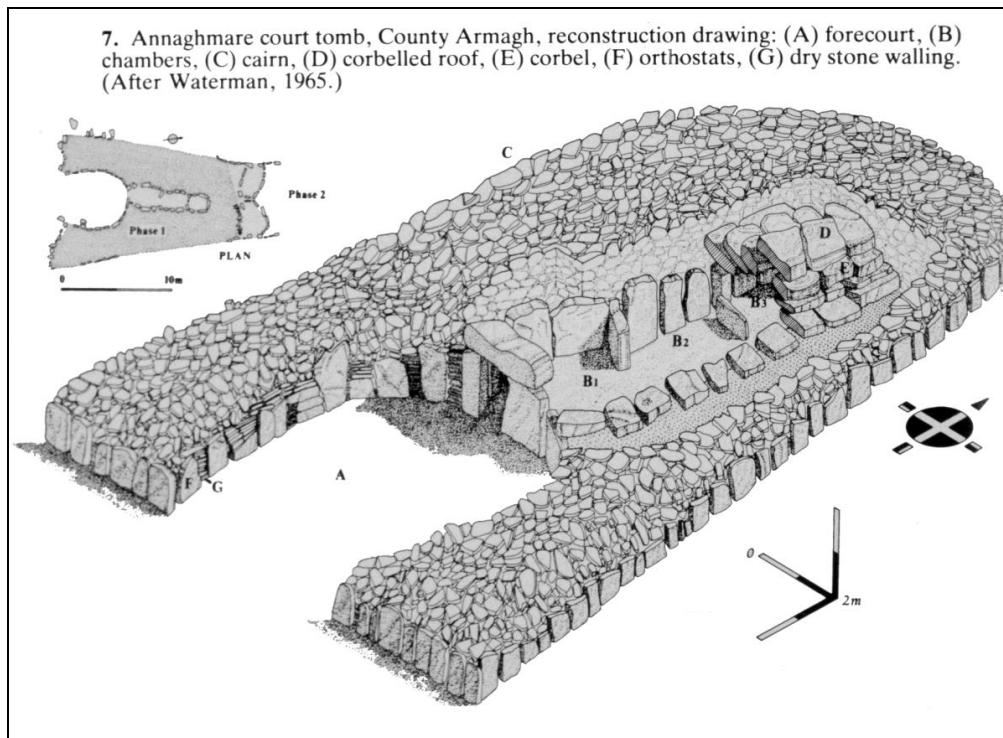 7. Annaghmare court tomb, County Armagh, reconstruction drawing: (A) forecourt, (B)
chambers, (C) cairn, (D) corbelled roof, (E) corbel, (F) orthostats, (G) dry stone walling.
(After Waterman, 1965.)
Phase 2
Phase 1
PLAN
0 10m
C
D
E
B3
B2
B1
A
F
G
0
2m